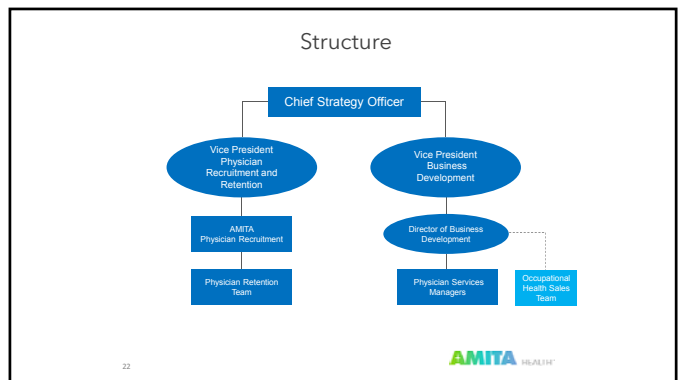 Structure
Chief Strategy Officer
Vice President
Physician
Recruitment and
Retention
Vice President
Business
Development
AMITA
Physician Recruitment
Director of Business
Development
Physician Retention
Team
Physician Services
Managers
Occupational
Health Sales
Team
22
AMITA HEALTH™